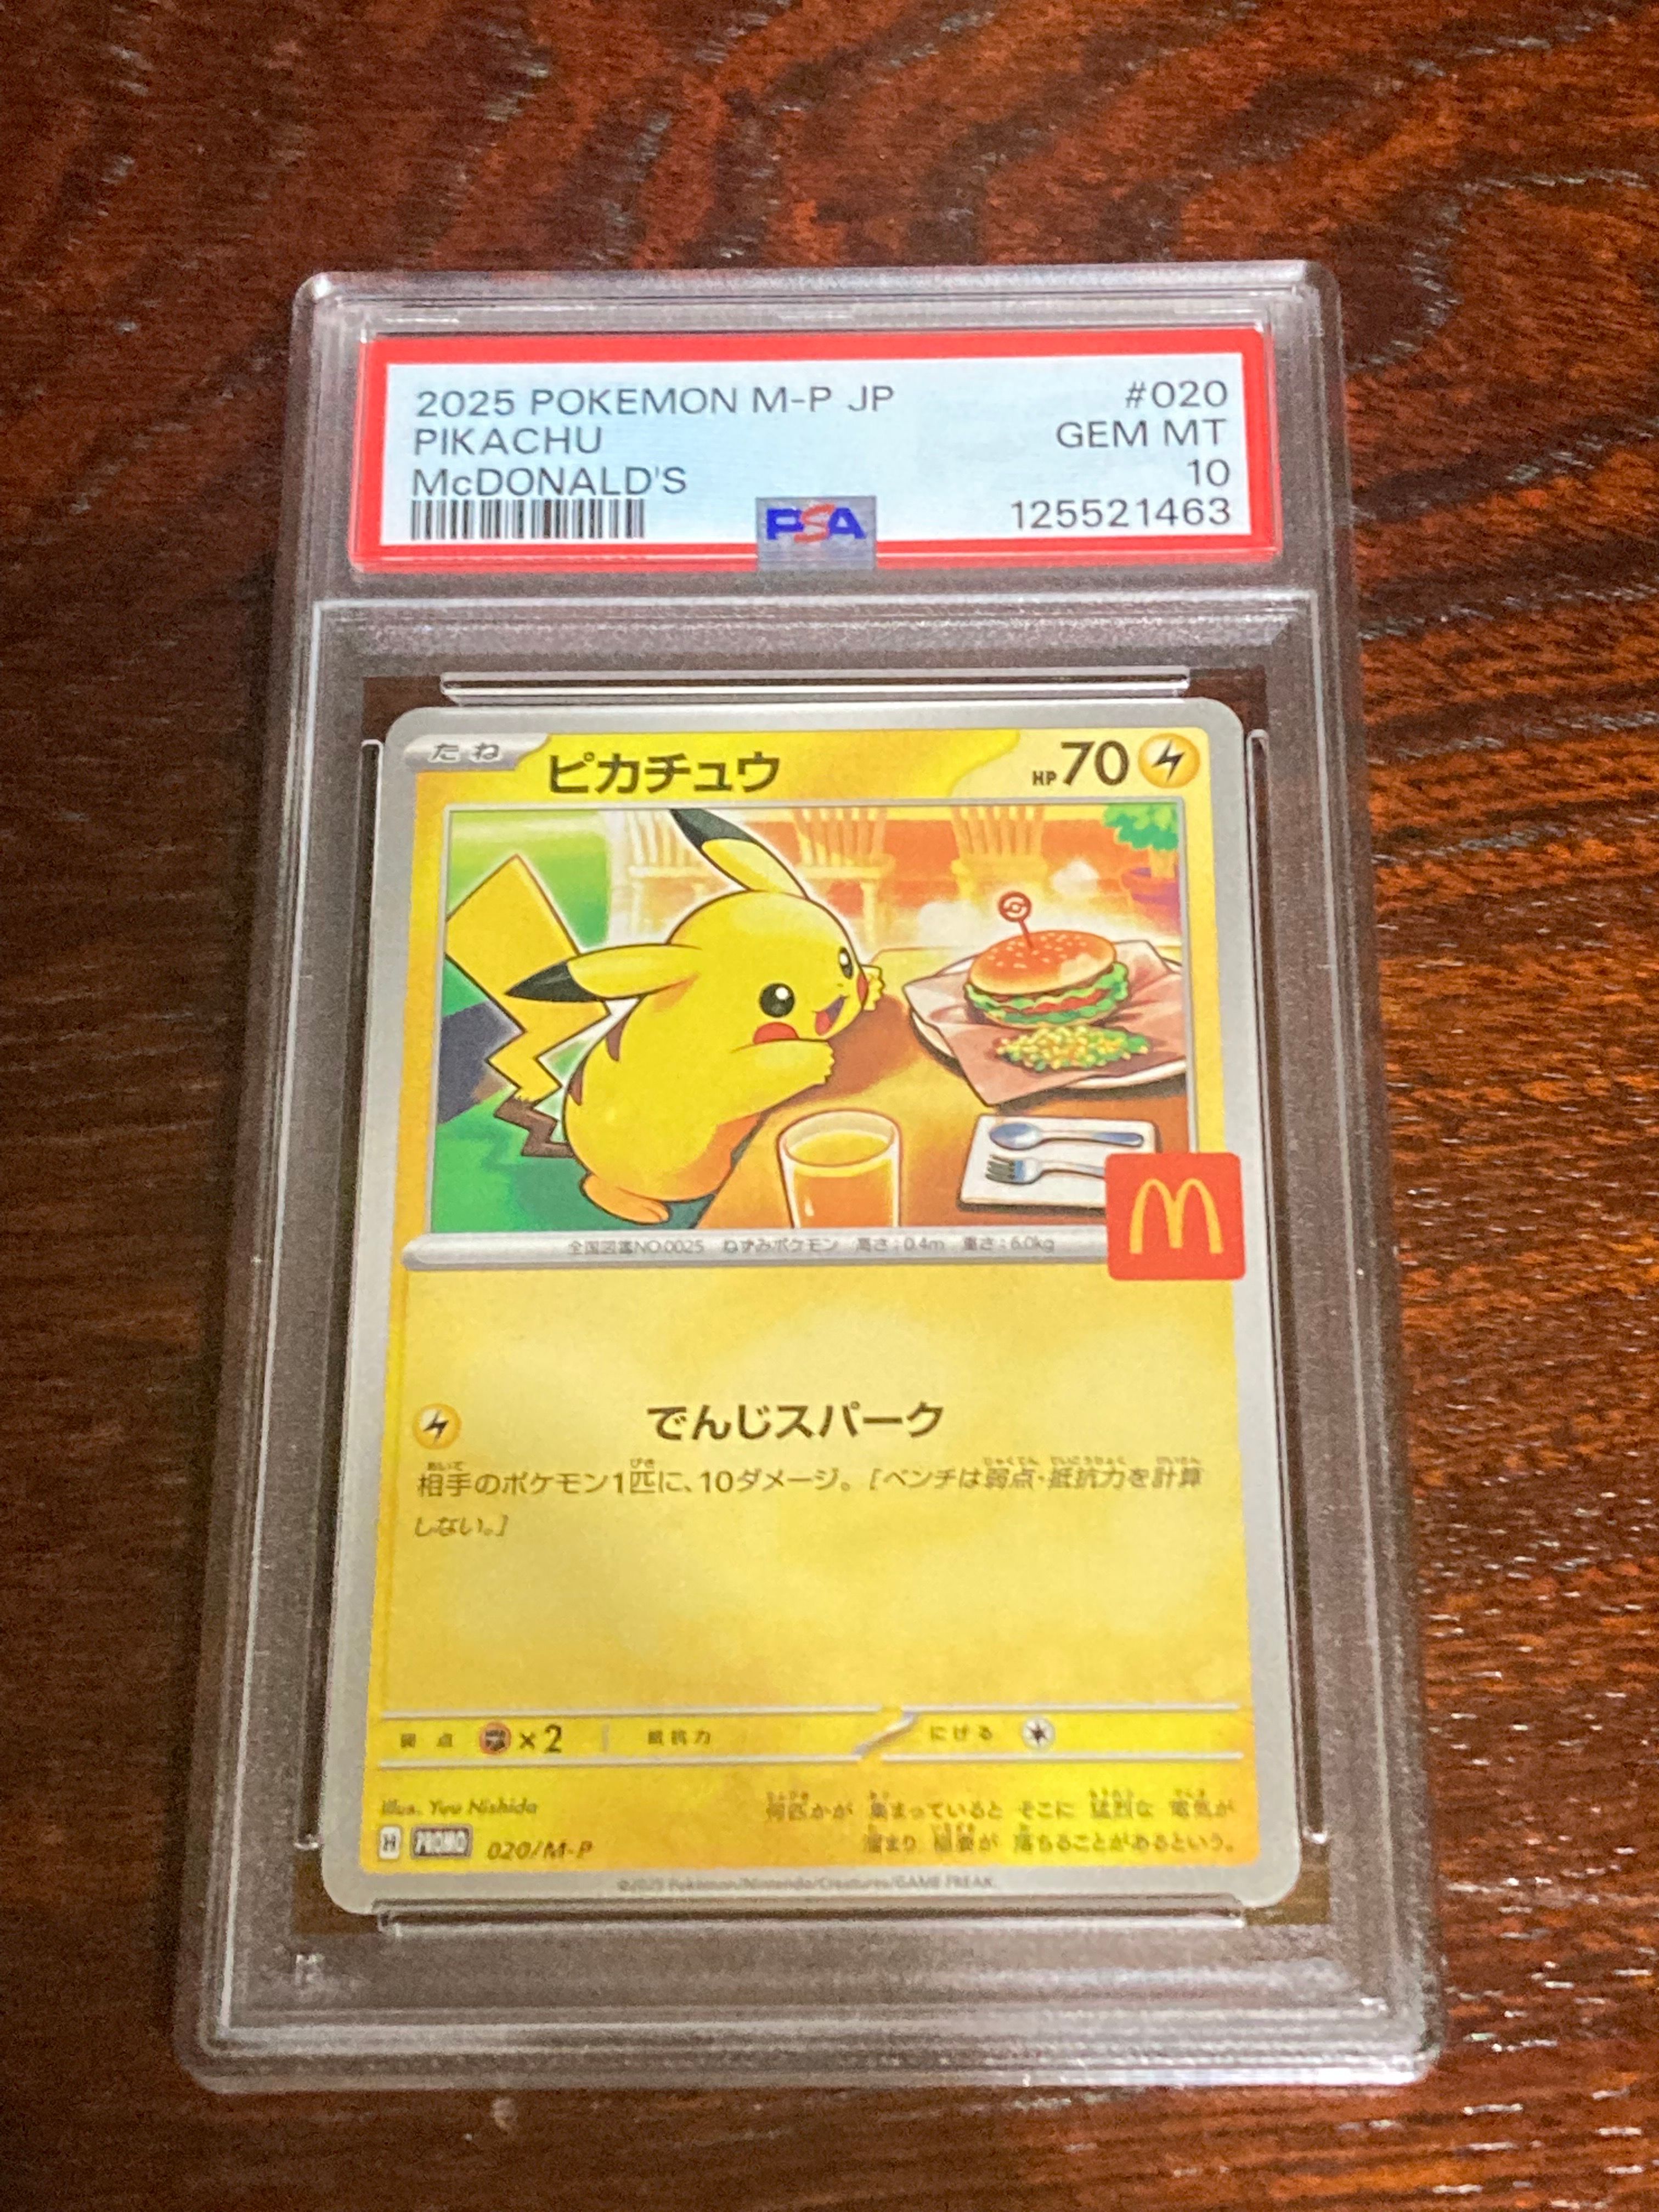 2025 POKEMON M-P JP #020
PIKACHU GEM MT
McDONALD'S 10
PSA 125521463
たね ピカチュウ HP70
M
全国図鑑NO.0025 ねずみポケモン 高さ:0.4m 重さ:6.0kg
でんじスパーク
相手のポケモン1匹に、10ダメージ。[ベンチは弱点・抵抗力を計算
しない。]
弱点 ×2 抵抗力 にげる
Illus. Yuu Nishida
何匹かが 集まっていると そこに 猛烈な 電気が
溜まり 稲妻が 落ちることがあるという。
H PROMO 020/M-P
©2025 Pokémon/Nintendo/Creatures/GAME FREAK.